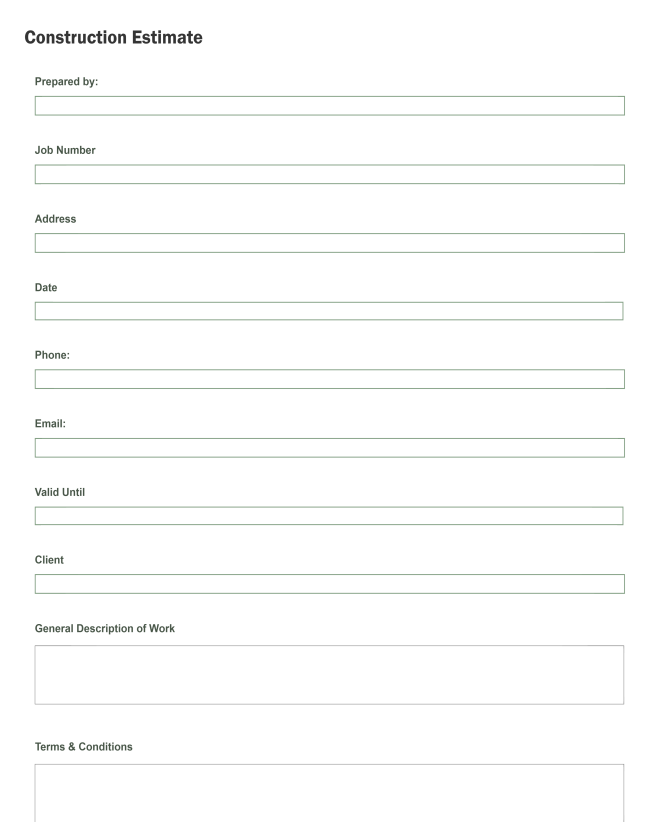 Construction Estimate
Prepared by:
Job Number
Address
Date
Phone:
Email:
Valid Until
Client
General Description of Work
Terms & Conditions